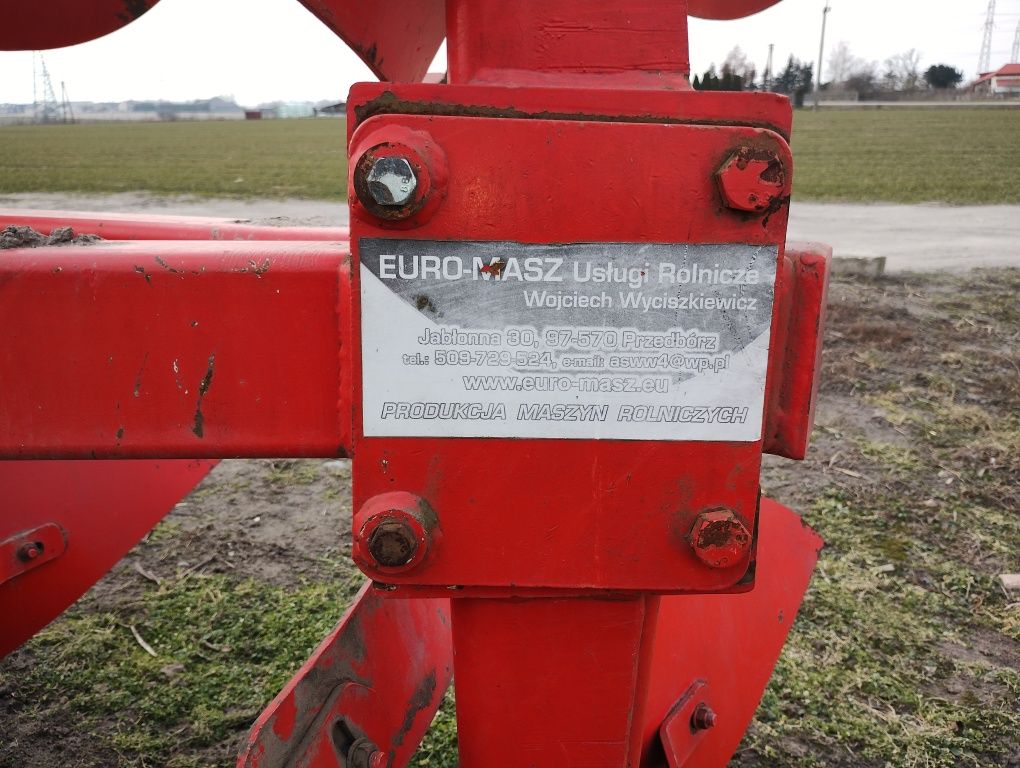 EURO-MASZ Usługi Rolnicze
Wojciech Wyciszkiewicz
Jabłonna 30, 97-570 Przedbórz
tel.: 509-729-524, e-mail: asww4@wp.pl
www.euro-masz.eu
PRODUKCJA MASZYN ROLNICZYCH